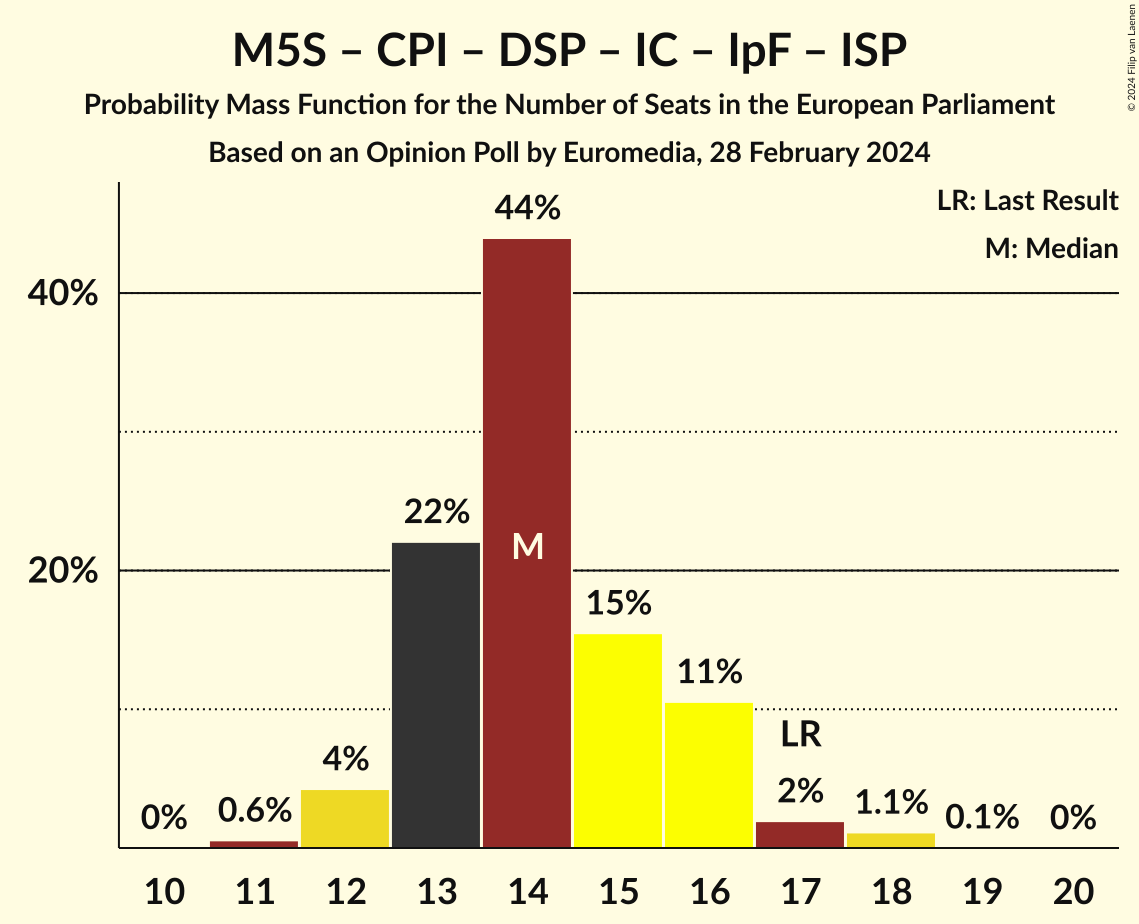 M5S – CPI – DSP – IC – IpF – ISP
Probability Mass Function for the Number of Seats in the European Parliament
Based on an Opinion Poll by Euromedia, 28 February 2024
© 2024 Filip van Laenen
LR: Last Result
M: Median
44%
40%
22%
M
20%
15%
11%
LR
4%
2%
1.1%
0.6%
0%
0.1%
0%
10 11 12 13 14 15 16 17 18 19 20